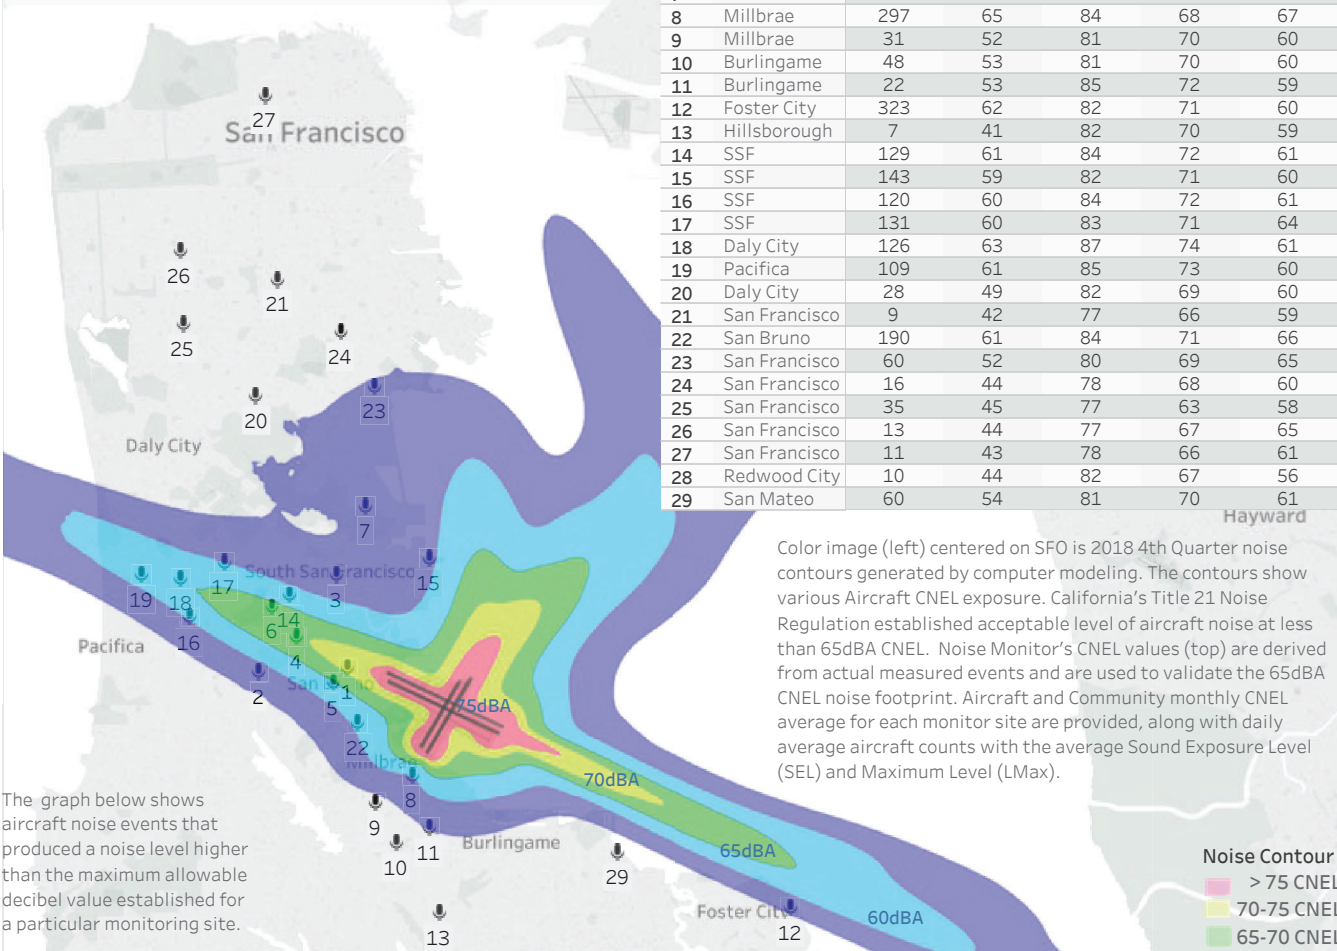 8 Millbrae 297 65 84 68 67
9 Millbrae 31 52 81 70 60
10 Burlingame 48 53 81 70 60
11 Burlingame 22 53 85 72 59
12 Foster City 323 62 82 71 60
13 Hillsborough 7 41 82 70 59
14 SSF 129 61 84 72 61
15 SSF 143 59 82 71 60
16 SSF 120 60 84 72 61
17 SSF 131 60 83 71 64
18 Daly City 126 63 87 74 61
19 Pacifica 109 61 85 73 60
20 Daly City 28 49 82 69 60
21 San Francisco 9 42 77 66 59
22 San Bruno 190 61 84 71 66
23 San Francisco 60 52 80 69 65
24 San Francisco 16 44 78 68 60
25 San Francisco 35 45 77 63 58
26 San Francisco 13 44 77 67 65
27 San Francisco 11 43 78 66 61
28 Redwood City 10 44 82 67 56
29 San Mateo 60 54 81 70 61
27
San Francisco
26
21
25
24
23
20
Daly City
7
South San Francisco
15
17
3
19
18
14
6
16
Pacifica
4
2
San Bruno
1
5
75dBA
22
Millbrae
70dBA
8
9
10
11
Burlingame
65dBA
29
Foster City
12
60dBA
13
Hayward
Color image (left) centered on SFO is 2018 4th Quarter noise
contours generated by computer modeling. The contours show
various Aircraft CNEL exposure. California's Title 21 Noise
Regulation established acceptable level of aircraft noise at less
than 65dBA CNEL. Noise Monitor's CNEL values (top) are derived
from actual measured events and are used to validate the 65dBA
CNEL noise footprint. Aircraft and Community monthly CNEL
average for each monitor site are provided, along with daily
average aircraft counts with the average Sound Exposure Level
(SEL) and Maximum Level (LMax).
The graph below shows
aircraft noise events that
produced a noise level higher
than the maximum allowable
decibel value established for
a particular monitoring site.
Noise Contour
> 75 CNEL
70-75 CNEL
65-70 CNEL